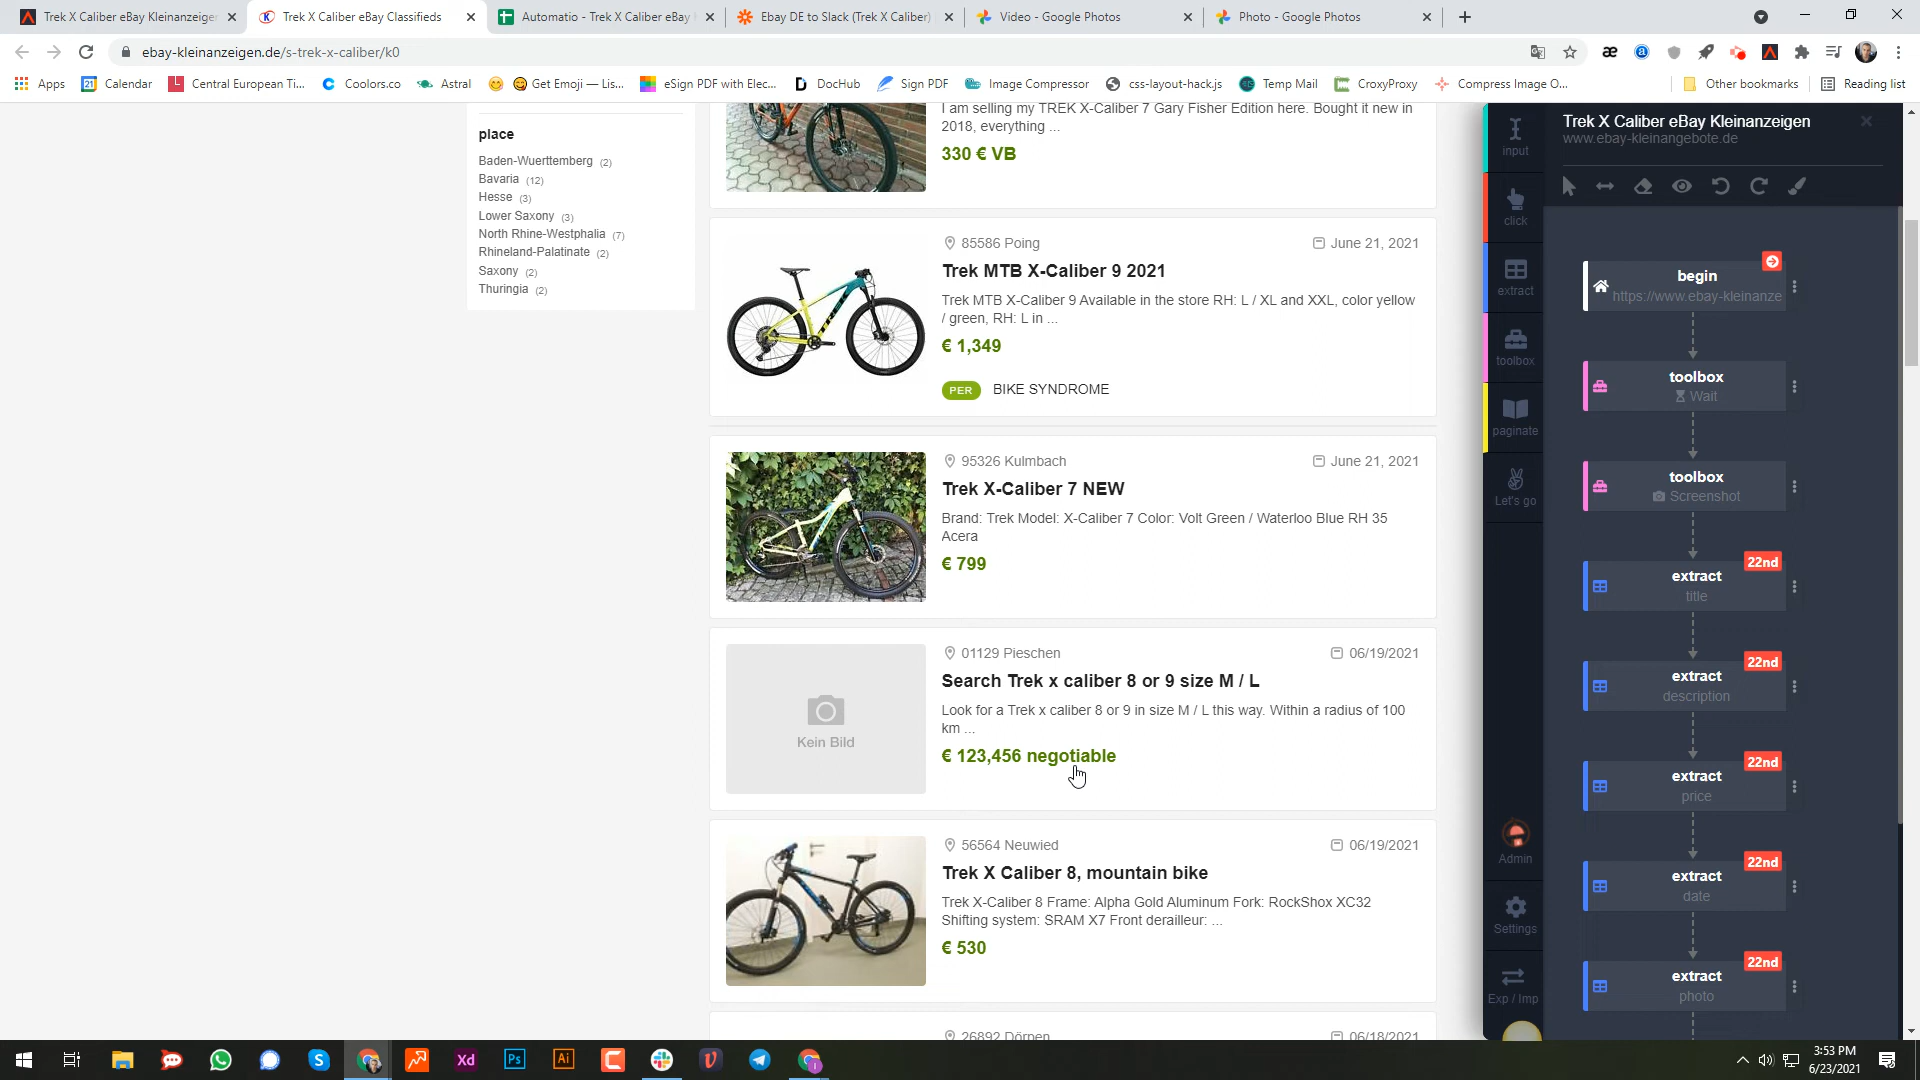 Trek X Caliber eBay Kleinanzeigen
Trek X Caliber eBay Classifieds
Automatio - Trek X Caliber eBay
Ebay DE to Slack (Trek X Caliber)
Video - Google Photos
Photo - Google Photos
ebay-kleinanzeigen.de/s-trek-x-caliber/k0
Apps
Calendar
Central European Ti...
Coolors.co
Astral
Get Emoji — Lis...
eSign PDF with Elec...
DocHub
Sign PDF
Image Compressor
css-layout-hack.js
Temp Mail
CroxyProxy
Compress Image O...
Other bookmarks
Reading list
place
Baden-Wuerttemberg (2)
Bavaria (12)
Hesse (3)
Lower Saxony (3)
North Rhine-Westphalia (7)
Rhineland-Palatinate (2)
Saxony (2)
Thuringia (2)
I am selling my TREK X-Caliber 7 Gary Fisher Edition here. Bought it new in
2018, everything ...
330 € VB
85586 Poing
June 21, 2021
Trek MTB X-Caliber 9 2021
Trek MTB X-Caliber 9 Available in the store RH: L / XL and XXL, color yellow
/ green, RH: L in ...
€ 1,349
PER BIKE SYNDROME
95326 Kulmbach
June 21, 2021
Trek X-Caliber 7 NEW
Brand: Trek Model: X-Caliber 7 Color: Volt Green / Waterloo Blue RH 35
Acera
€ 799
Kein Bild
01129 Pieschen
06/19/2021
Search Trek x caliber 8 or 9 size M / L
Look for a Trek x caliber 8 or 9 in size M / L this way. Within a radius of 100
km ...
€ 123,456 negotiable
56564 Neuwied
06/19/2021
Trek X Caliber 8, mountain bike
Trek X-Caliber 8 Frame: Alpha Gold Aluminum Fork: RockShox XC32
Shifting system: SRAM X7 Front derailleur: ...
€ 530
26892 Dörpen
06/18/2021
input
click
extract
toolbox
paginate
Let's go
Admin
Settings
Exp / Imp
Trek X Caliber eBay Kleinanzeigen
www.ebay-kleinangebote.de
begin
https://www.ebay-kleinanze
toolbox
Wait
toolbox
Screenshot
22nd
extract
title
22nd
extract
description
22nd
extract
price
22nd
extract
date
22nd
extract
photo
3:53 PM
6/23/2021